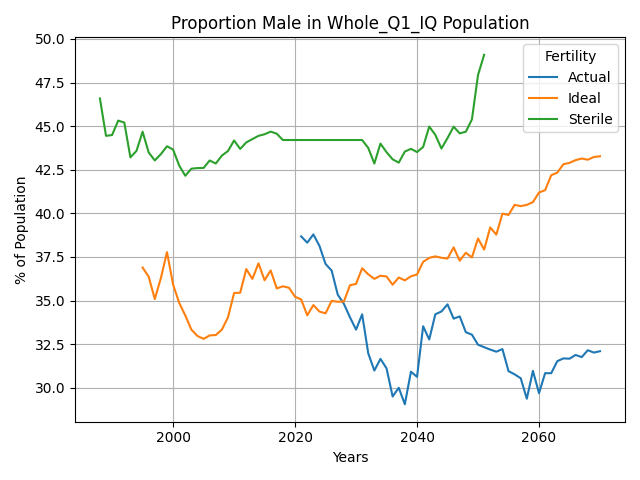 Proportion Male in Whole_Q1_IQ Population
50.0
47.5
45.0
42.5
40.0
37.5
35.0
32.5
30.0
% of Population
Fertility
Actual
Ideal
Sterile
2000
2020
2040
2060
Years